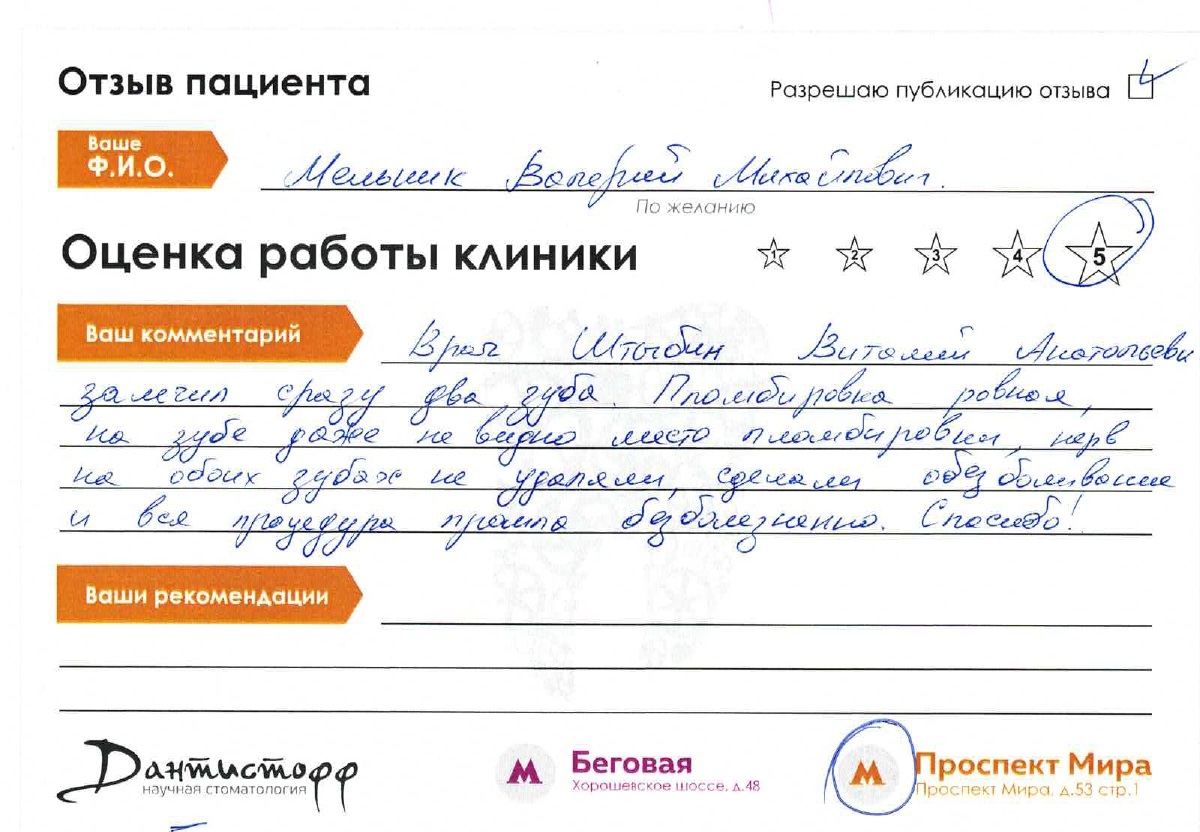 Отзыв пациента
Разрешаю публикацию отзыва
Ваше
Ф.И.О.
Мельник Валерий Михайлович.
По желанию
Оценка работы клиники
1 2 3 4 5
Ваш комментарий
Врач Штыбин Виталий Анатольевич
залечил сразу два зуба. Пломбировка ровная,
на зубе даже не видно место пломбировки, нерв
на обоих зубах не удаляли, сделали обезболивание
и вся процедура прошла безболезненно. Спасибо!
Ваши рекомендации
Дантистофф
научная стоматология
М Беговая
Хорошевское шоссе, д.48
М Проспект Мира
Проспект Мира, д.53 стр.1